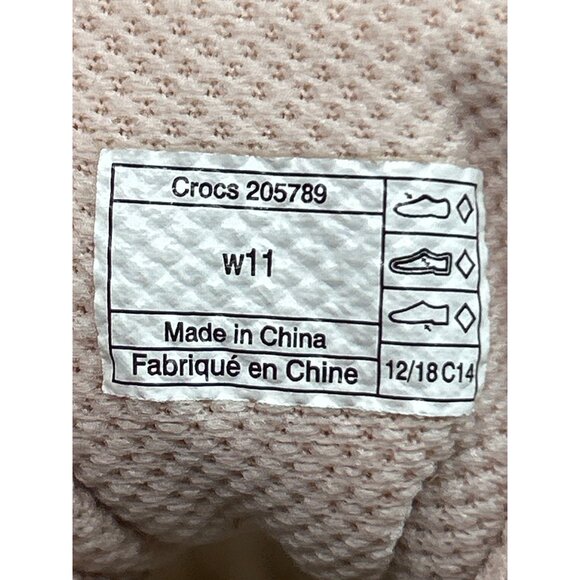 Crocs 205789
w11
Made in China
Fabriqué en Chine
12/18 C14